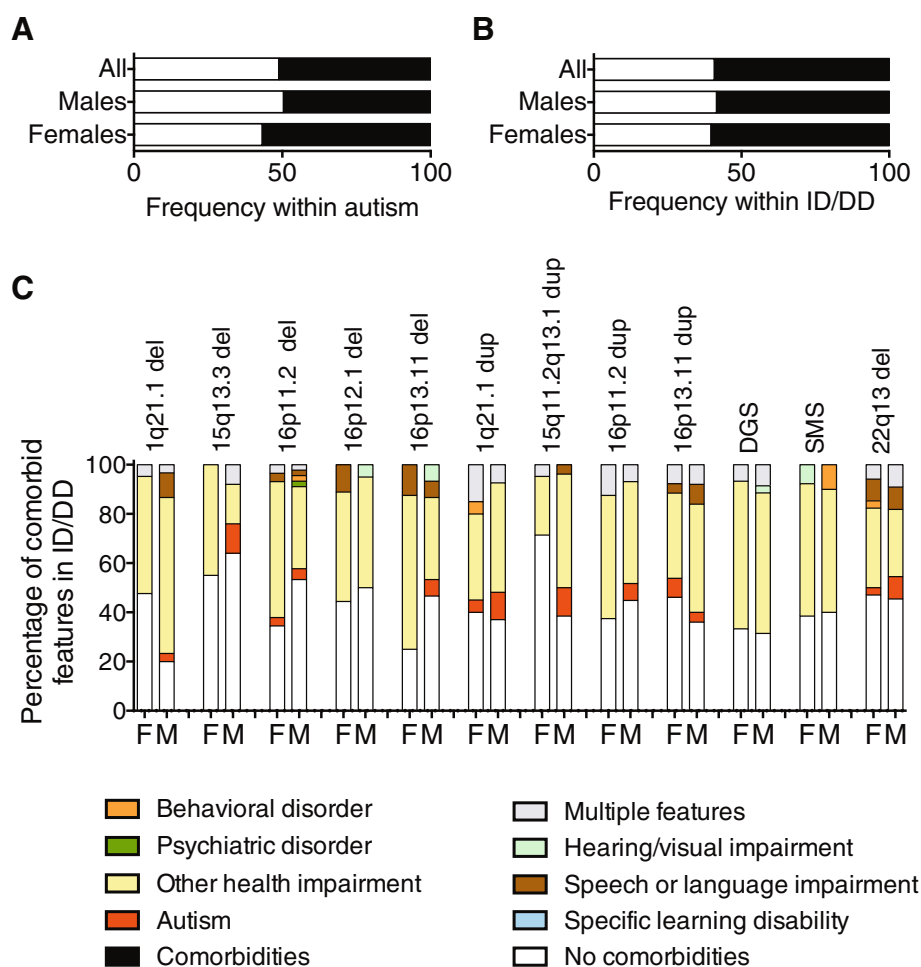 A
All
Males
Females
0 50 100
Frequency within autism
B
All
Males
Females
0 50 100
Frequency within ID/DD
C
1q21.1 del
15q13.3 del
16p11.2 del
16p12.1 del
16p13.11 del
1q21.1 dup
15q11.2q13.1 dup
16p11.2 dup
16p13.11 dup
DGS
SMS
22q13 del
Percentage of comorbid
features in ID/DD
100
80
60
40
20
0
F M F M F M F M F M F M F M F M F M F M F M F M
Behavioral disorder
Psychiatric disorder
Other health impairment
Autism
Comorbidities
Multiple features
Hearing/visual impairment
Speech or language impairment
Specific learning disability
No comorbidities